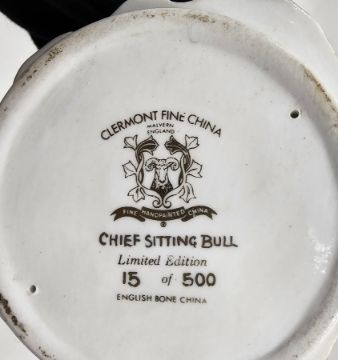 CLERMONT FINE CHINA
MALVERN
ENGLAND
FINE HANDPAINTED CHINA
CHIEF SITTING BULL
Limited Edition
15 of 500
ENGLISH BONE CHINA